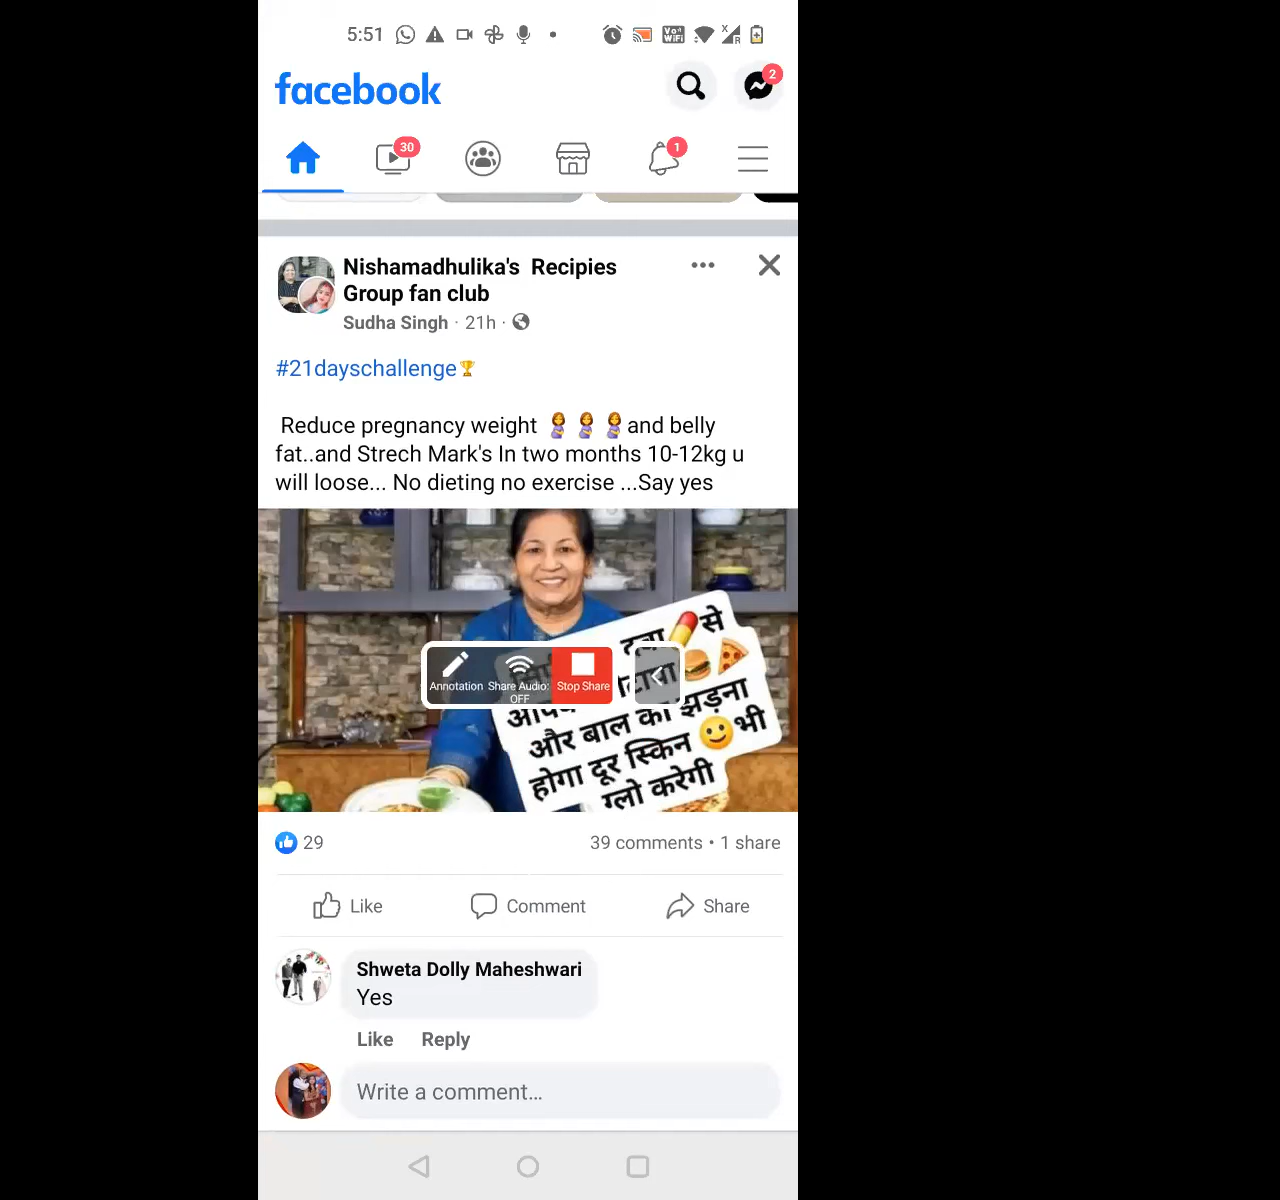 5:51
Vo WiFi
X R
facebook
2
30
1
Nishamadhulika's Recipies
Group fan club
Sudha Singh · 21h ·
#21dayschallenge🏆
Reduce pregnancy weight 🤰🤰🤰and belly
fat..and Strech Mark's In two months 10-12kg u
will loose... No dieting no exercise ...Say yes
से
Annotation Share Audio: OFF Stop Share
और बाल का झड़ना
होगा दूर स्किन 🙂भी
ग्लो करेगी
29
39 comments • 1 share
Like Comment Share
Shweta Dolly Maheshwari
Yes
Like Reply
Write a comment...